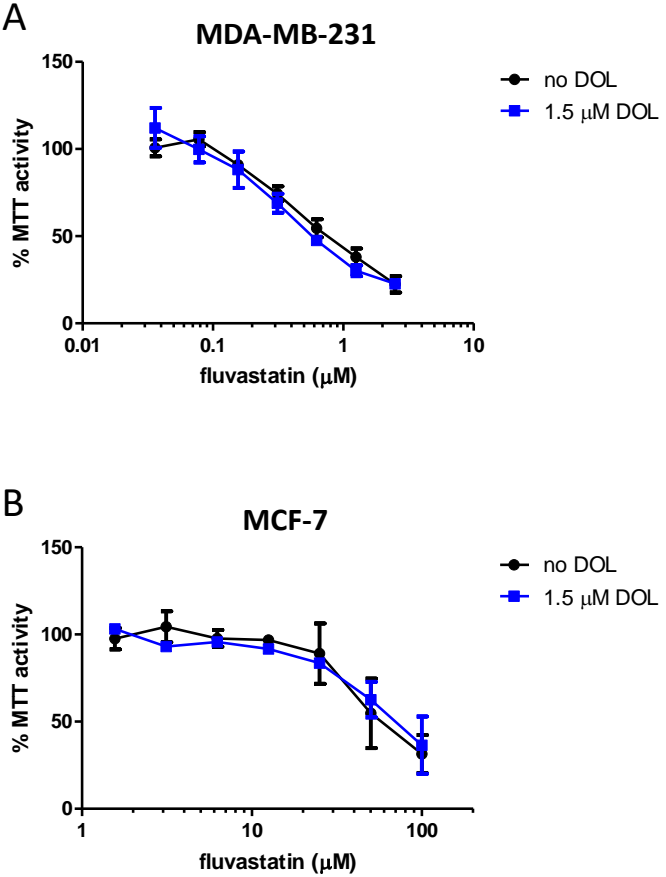 A
MDA-MB-231
150
100
50
0
% MTT activity
0.01
0.1
1
10
fluvastatin (μM)
no DOL
1.5 μM DOL
B
MCF-7
150
100
50
0
% MTT activity
1
10
100
fluvastatin (μM)
no DOL
1.5 μM DOL